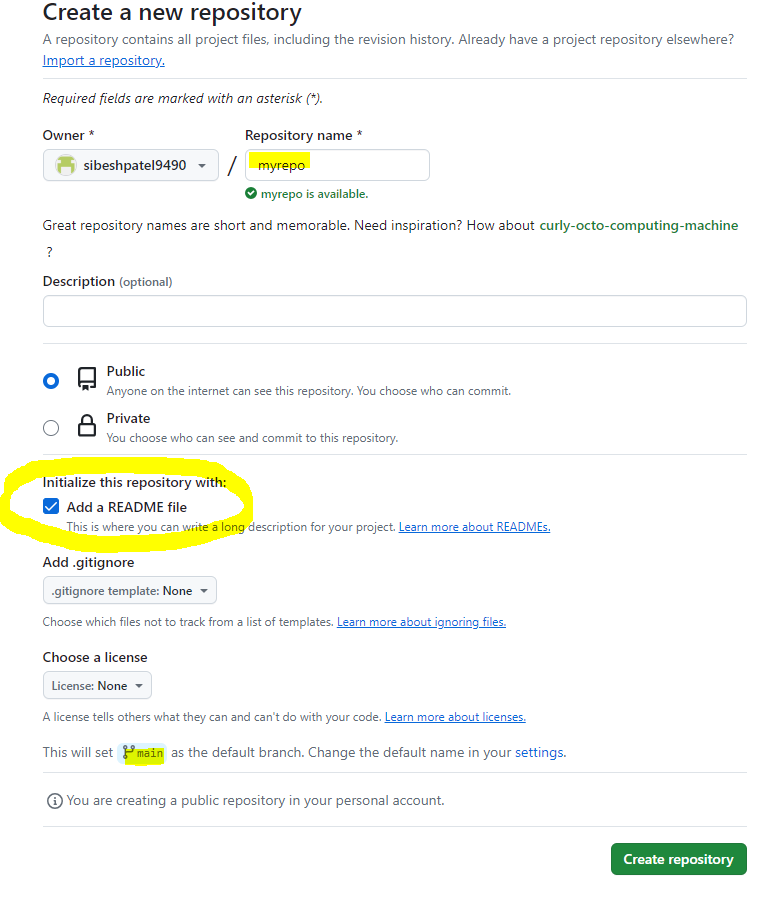 Create a new repository
A repository contains all project files, including the revision history. Already have a project repository elsewhere?
Import a repository.
Required fields are marked with an asterisk (*).
Owner * Repository name *
sibeshpatel9490 / myrepo
myrepo is available.
Great repository names are short and memorable. Need inspiration? How about curly-octo-computing-machine
?
Description (optional)
Public
Anyone on the internet can see this repository. You choose who can commit.
Private
You choose who can see and commit to this repository.
Initialize this repository with:
Add a README file
This is where you can write a long description for your project. Learn more about READMEs.
Add .gitignore
.gitignore template: None
Choose which files not to track from a list of templates. Learn more about ignoring files.
Choose a license
License: None
A license tells others what they can and can't do with your code. Learn more about licenses.
This will set main as the default branch. Change the default name in your settings.
You are creating a public repository in your personal account.
Create repository